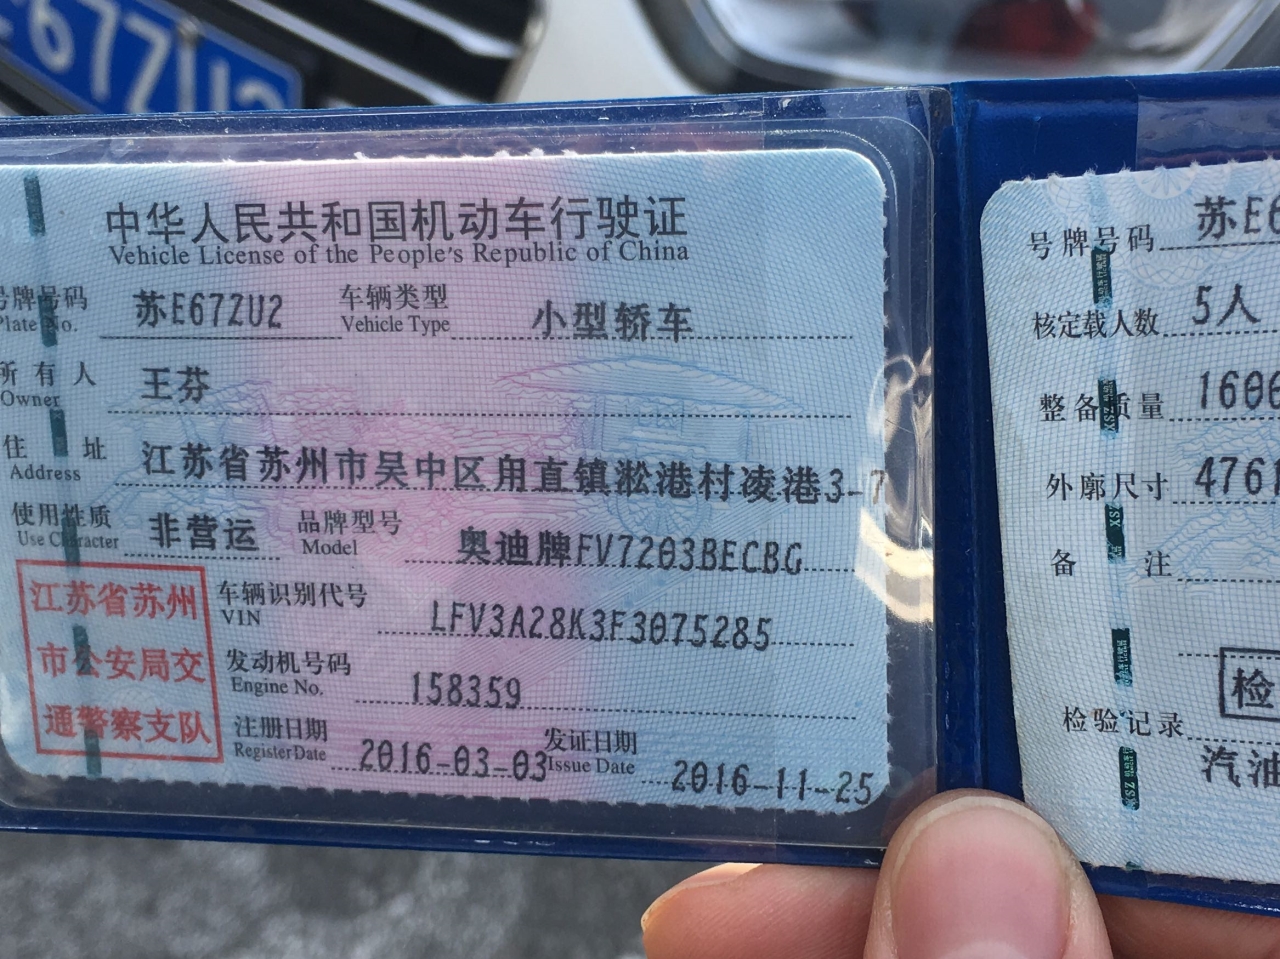 E67ZU2
中华人民共和国机动车行驶证
Vehicle License of the People's Republic of China
号牌号码 苏E67ZU2 车辆类型 小型轿车
Plate No. Vehicle Type
所有人 王芬
Owner
住址 江苏省苏州市吴中区甪直镇淞港村凌港3-7
Address
使用性质 非营运 品牌型号 奥迪牌FV7203BECBG
Use Character Model
江苏省苏州
市公安局交
通警察支队
车辆识别代号 LFV3A28K3F3075285
VIN
发动机号码 158359
Engine No.
注册日期 2016-03-03 发证日期 2016-11-25
Register Date Issue Date
号牌号码 苏E6
核定载人数 5人
整备质量 1600
外廓尺寸 4761
备注
检
检验记录
汽油